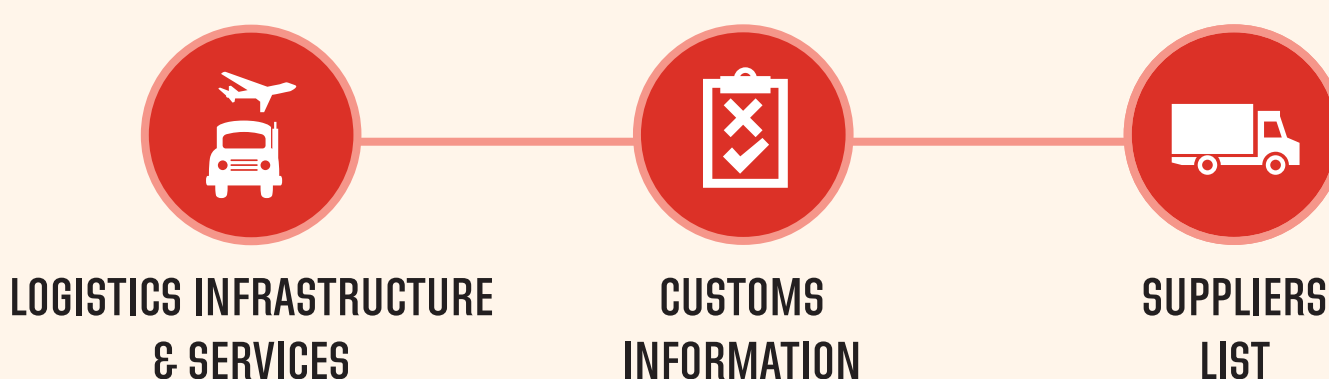 LOGISTICS INFRASTRUCTURE
& SERVICES
CUSTOMS
INFORMATION
SUPPLIERS
LIST